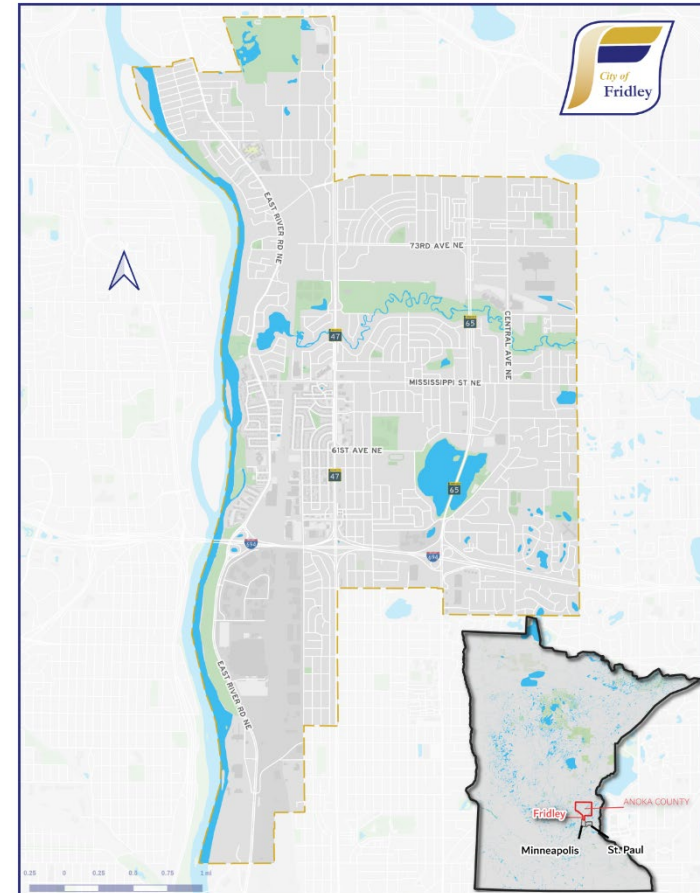 City of
Fridley
EAST RIVER RD NE
73RD AVE NE
CENTRAL AVE NE
47
65
MISSISSIPPI ST NE
61ST AVE NE
47
65
694
694
EAST RIVER RD NE
ANOKA COUNTY
Fridley
Minneapolis
St. Paul
0.25
0
0.25
0.5
1 mi